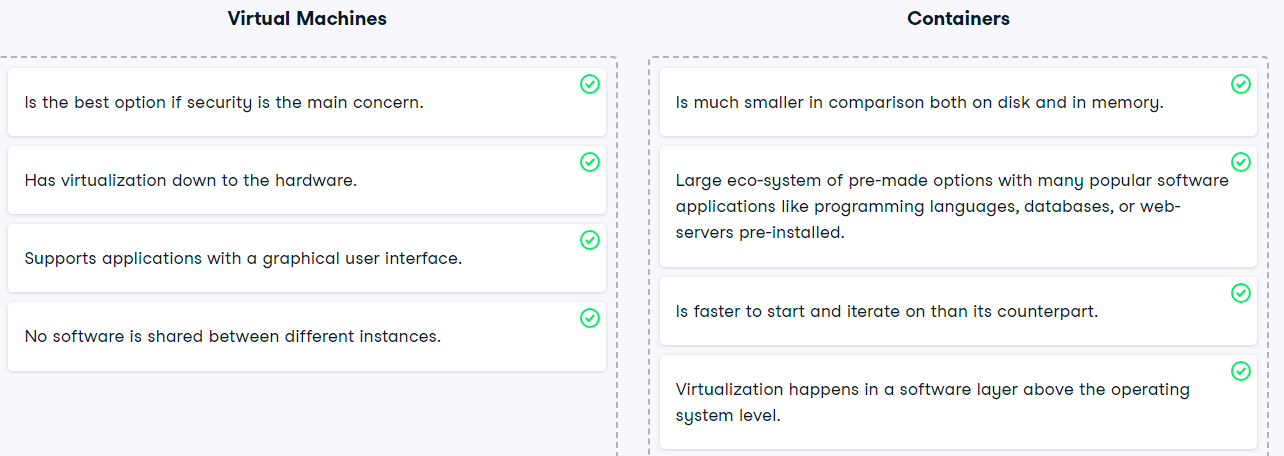 Virtual Machines
Is the best option if security is the main concern.
Has virtualization down to the hardware.
Supports applications with a graphical user interface.
No software is shared between different instances.
Containers
Is much smaller in comparison both on disk and in memory.
Large eco-system of pre-made options with many popular software
applications like programming languages, databases, or web-
servers pre-installed.
Is faster to start and iterate on than its counterpart.
Virtualization happens in a software layer above the operating
system level.